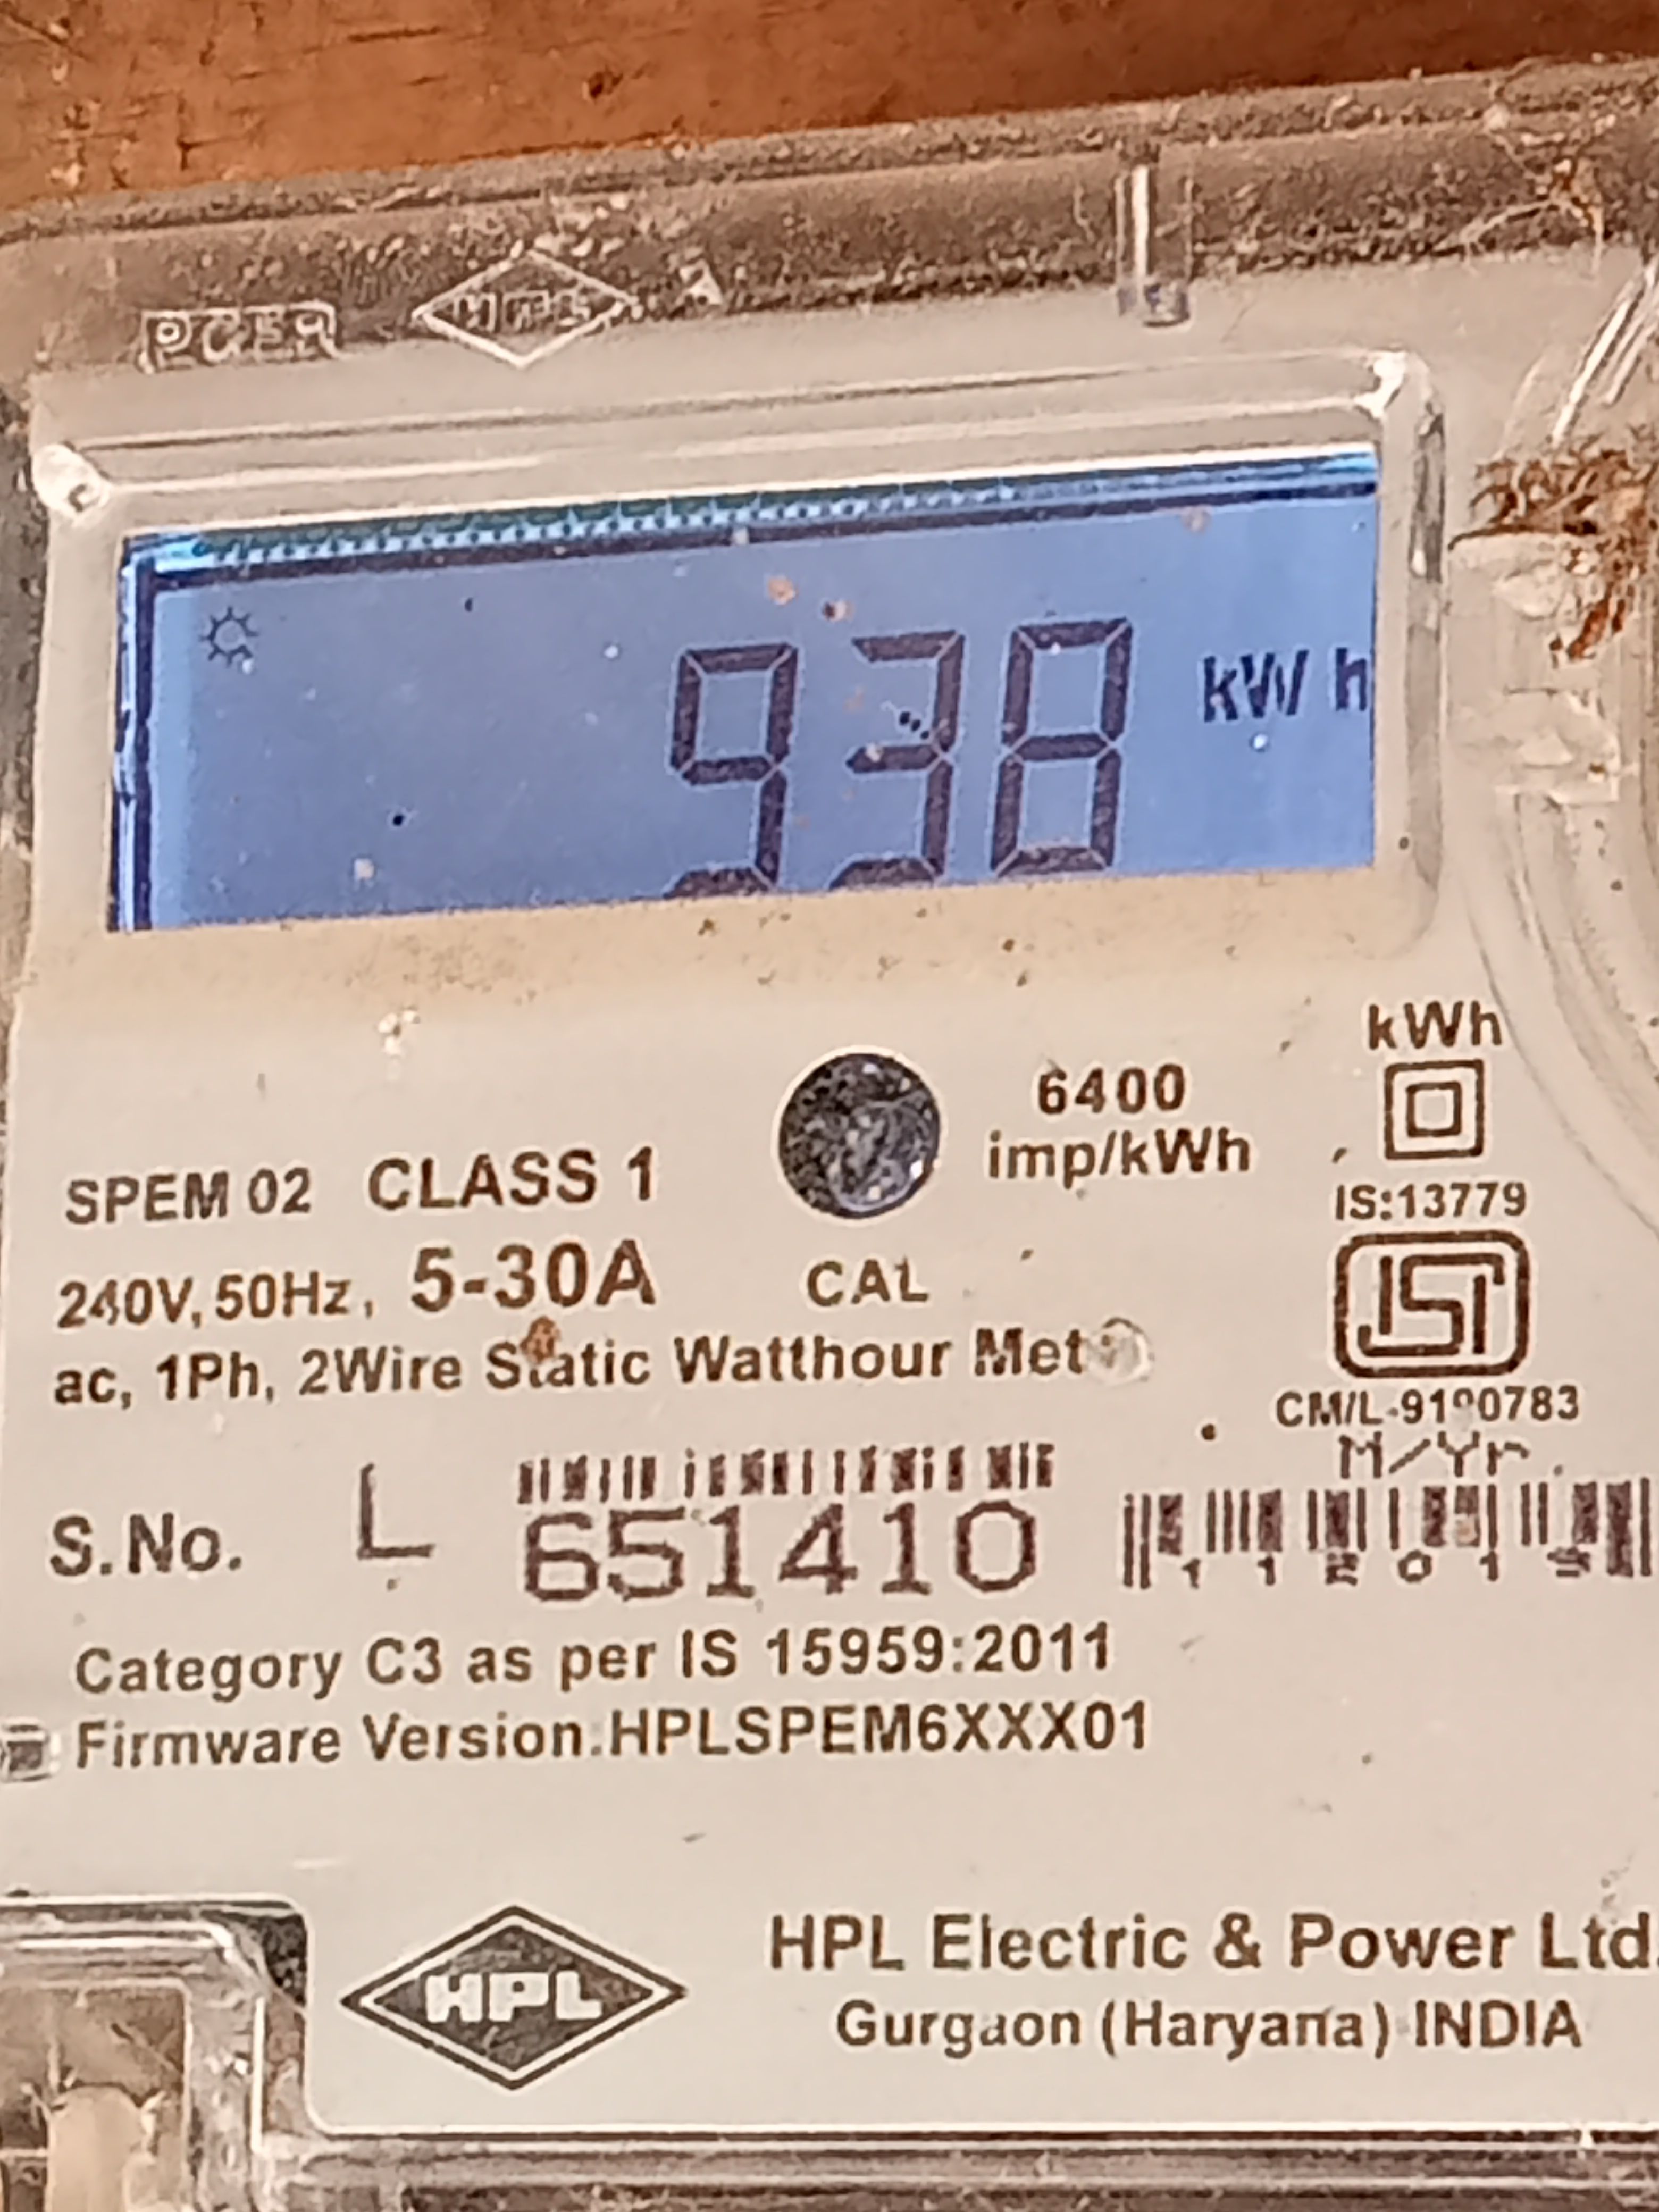 938 kWh
kWh
6400
imp/kWh
SPEM 02 CLASS 1
IS:13779
240V, 50Hz, 5-30A
CAL
ISI
ac, 1Ph, 2Wire Static Watthour Met
M/Yr.
S.No. L 651410
112015
Category C3 as per IS 15959:2011
Firmware Version.HPLSPEM6XXX01
HPL
HPL Electric & Power Ltd.
Gurgaon (Haryana) INDIA